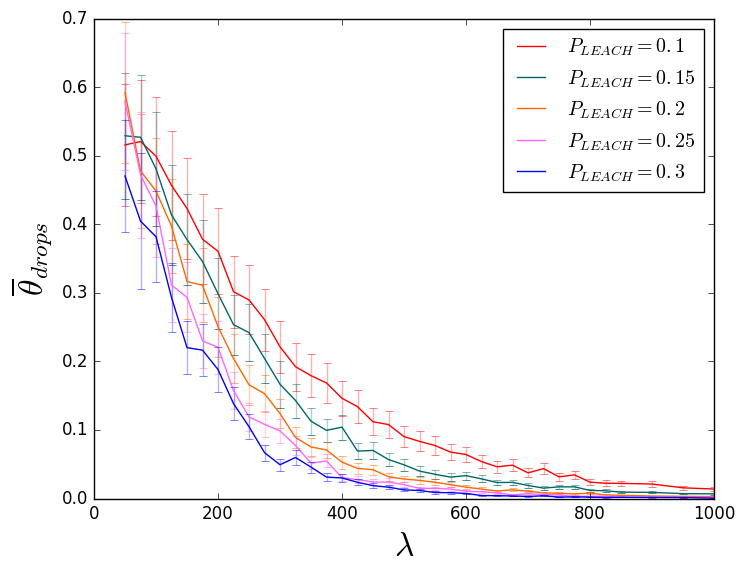 0.7
0.6
0.5
0.4
0.3
0.2
0.1
0.0
0
200
400
600
800
1000
λ
θ̅_drops
P_LEACH = 0.1
P_LEACH = 0.15
P_LEACH = 0.2
P_LEACH = 0.25
P_LEACH = 0.3